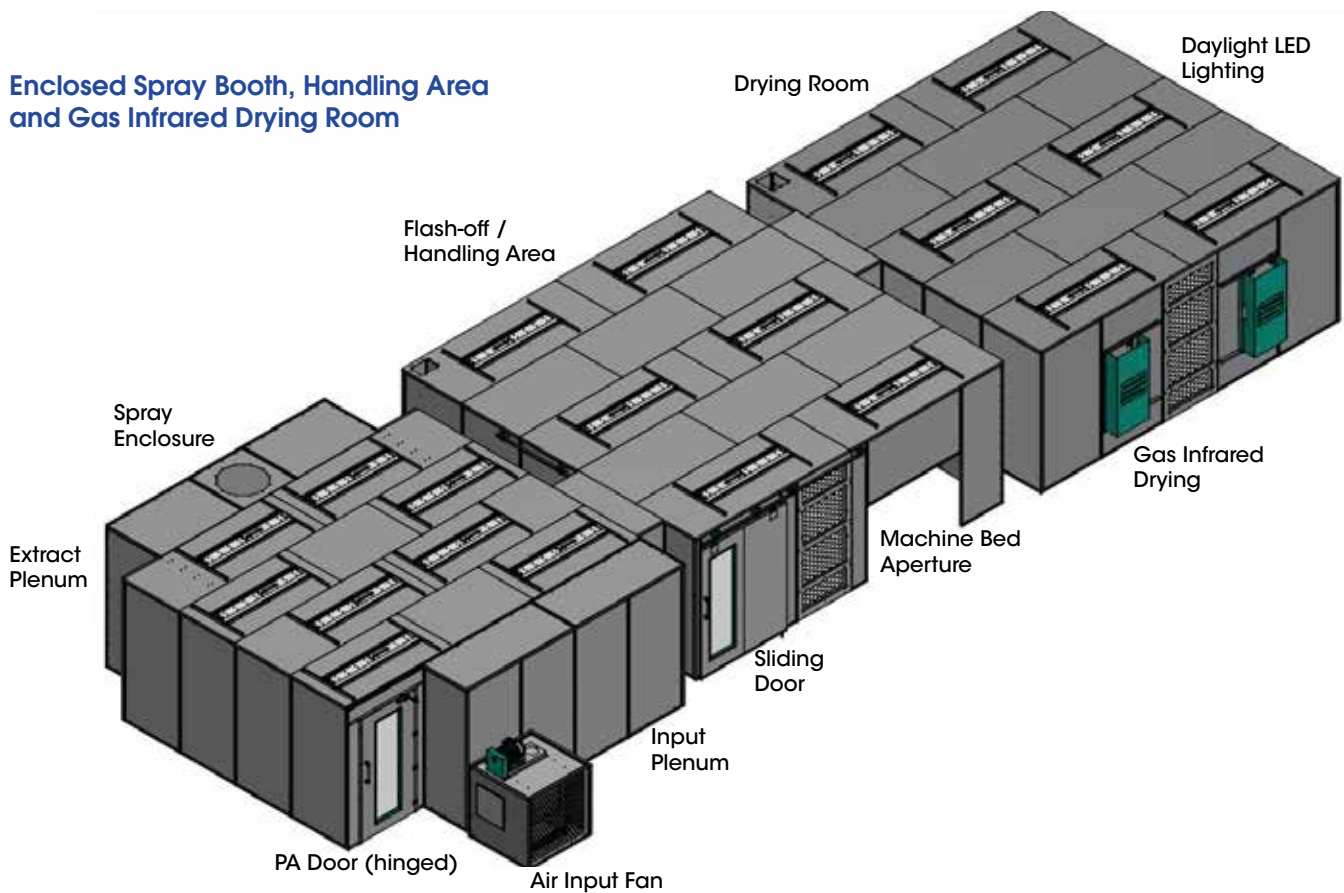 Enclosed Spray Booth, Handling Area
and Gas Infrared Drying Room
Drying Room
Daylight LED
Lighting
Flash-off /
Handling Area
Spray
Enclosure
Extract
Plenum
Gas Infrared
Drying
Machine Bed
Aperture
Sliding
Door
Input
Plenum
PA Door (hinged)
Air Input Fan